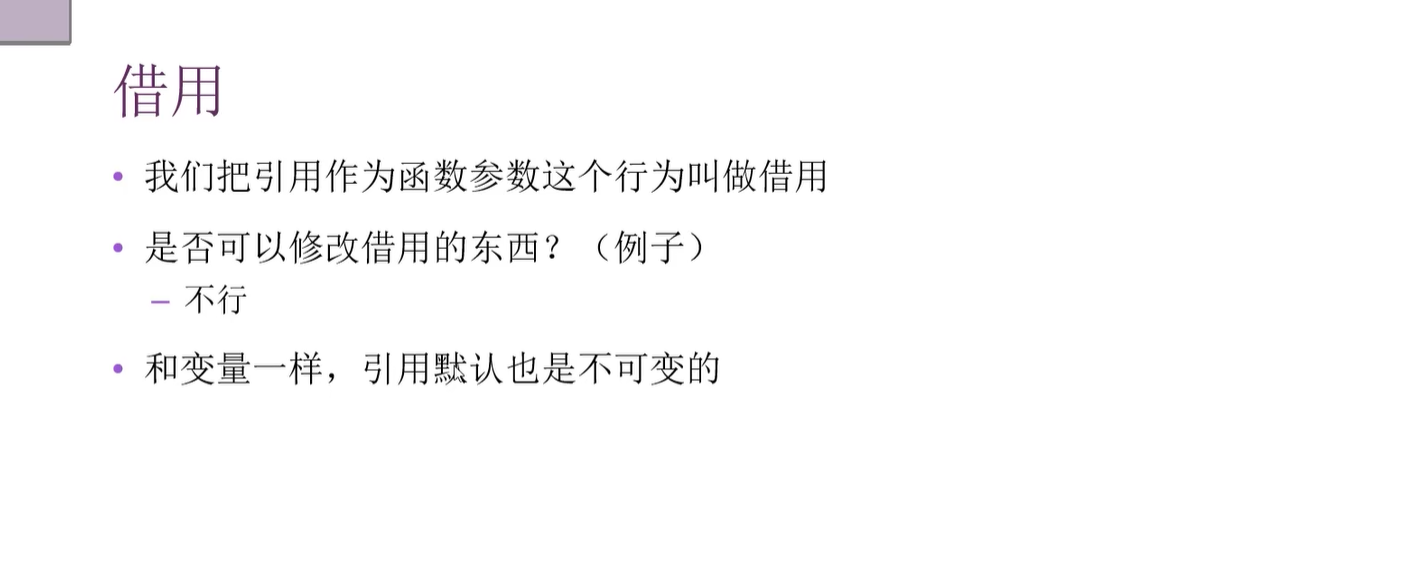 借用
• 我们把引用作为函数参数这个行为叫做借用
• 是否可以修改借用的东西？（例子）
– 不行
• 和变量一样，引用默认也是不可变的